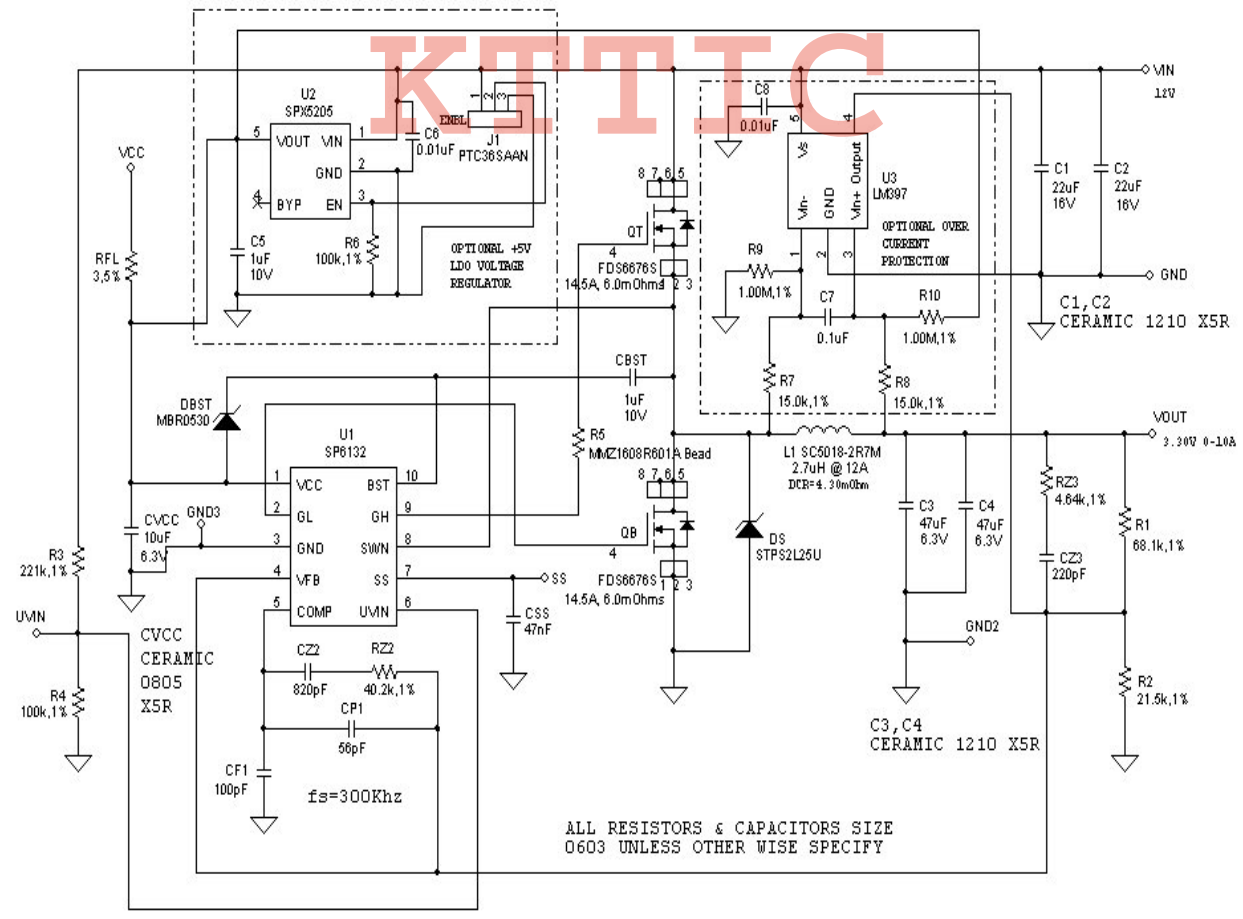 KTTIC
VIN
12V
U2
SPX5205
5 VOUT VIN 1
GND 2
4 BYP EN 3
C6
0.01uF
ENBL
1 2 3
J1
PTC36SAAN
C5
1uF
10V
R6
100k,1%
OPTIONAL +5V
LDO VOLTAGE
REGULATOR
VCC
RFL
3,5%
C8
0.01uF
5 4
Vs Output
U3
LM397
Vin- GND Vin+
1 2 3
OPTIONAL OVER
CURRENT
PROTECTION
R9
1.00M,1%
C7
0.1uF
R10
1.00M,1%
R7
15.0k,1%
R8
15.0k,1%
C1
22uF
16V
C2
22uF
16V
GND
C1,C2
CERAMIC 1210 X5R
8 7 6 5
QT
4
FDS6676S
1 2 3
14.5A, 6.0mOhms
CBST
1uF
10V
DBST
MBR0530
R5
MMZ1608R601A Bead
U1
SP6132
1 VCC BST 10
2 GL GH 9
3 GND SWN 8
4 VFB SS 7
5 COMP UVIN 6
GND3
CVCC
10uF
6.3V
R3
221k,1%
UVIN
R4
100k,1%
CVCC
CERAMIC
0805
X5R
SS
CSS
47nF
8 7 6 5
QB
4
FDS6676S
1 2 3
14.5A, 6.0mOhms
DS
STPS2L25U
L1 SC5018-2R7M
2.7uH @ 12A
DCR=4.30mOhm
VOUT
3.30V 0-10A
C3
47uF
6.3V
C4
47uF
6.3V
RZ3
4.64k,1%
CZ3
220pF
R1
68.1k,1%
GND2
R2
21.5k,1%
C3,C4
CERAMIC 1210 X5R
CZ2
820pF
RZ2
40.2k,1%
CP1
56pF
CF1
100pF
fs=300Khz
ALL RESISTORS & CAPACITORS SIZE
0603 UNLESS OTHER WISE SPECIFY